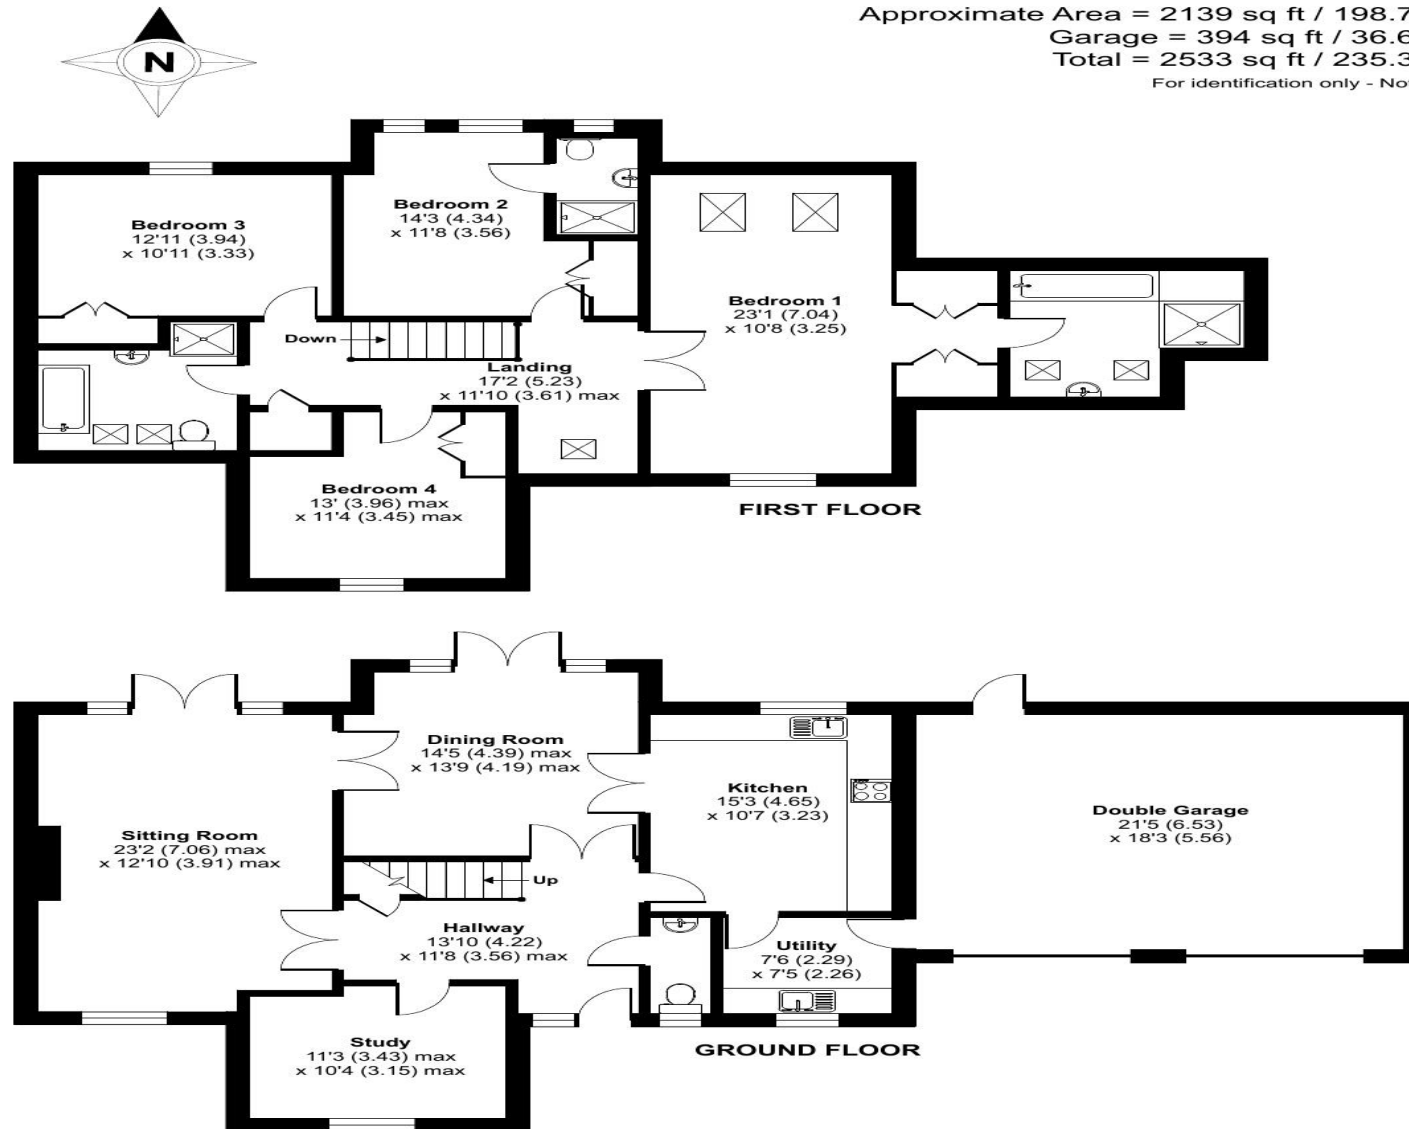 Approximate Area = 2139 sq ft / 198.7
Garage = 394 sq ft / 36.6
Total = 2533 sq ft / 235.3
For identification only - No
N
Bedroom 3
12'11 (3.94)
x 10'11 (3.33)
Bedroom 2
14'3 (4.34)
x 11'8 (3.56)
Bedroom 1
23'1 (7.04)
x 10'8 (3.25)
Down
Landing
17'2 (5.23)
x 11'10 (3.61) max
Bedroom 4
13' (3.96) max
x 11'4 (3.45) max
FIRST FLOOR
Dining Room
14'5 (4.39) max
x 13'9 (4.19) max
Kitchen
15'3 (4.65)
x 10'7 (3.23)
Sitting Room
23'2 (7.06) max
x 12'10 (3.91) max
Double Garage
21'5 (6.53)
x 18'3 (5.56)
Up
Hallway
13'10 (4.22)
x 11'8 (3.56) max
Utility
7'6 (2.29)
x 7'5 (2.26)
Study
11'3 (3.43) max
x 10'4 (3.15) max
GROUND FLOOR